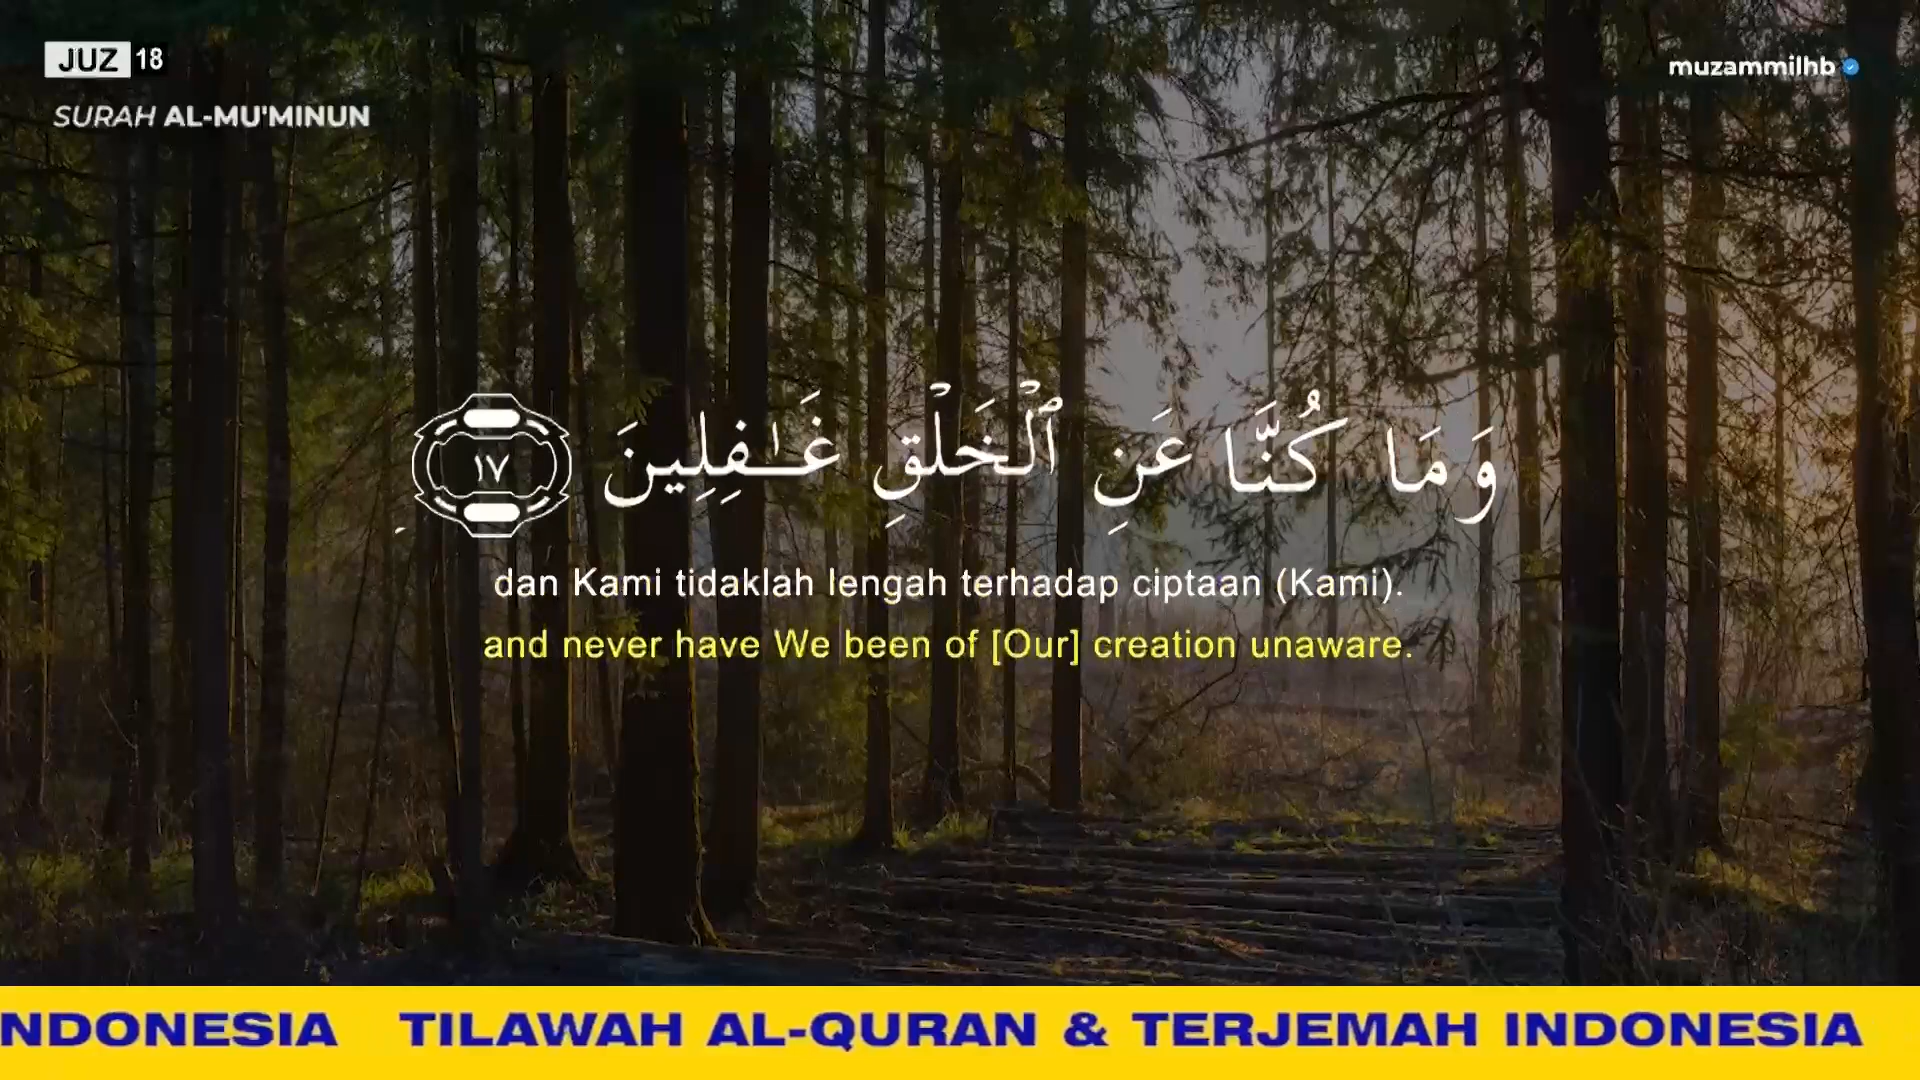 JUZ 18
muzammilhb
SURAH AL-MU'MINUN
وَمَا كُنَّا عَنِ ٱلْخَلْقِ غَـٰفِلِينَ ١٧
dan Kami tidaklah lengah terhadap ciptaan (Kami).
and never have We been of [Our] creation unaware.
NDONESIA TILAWAH AL-QURAN & TERJEMAH INDONESIA